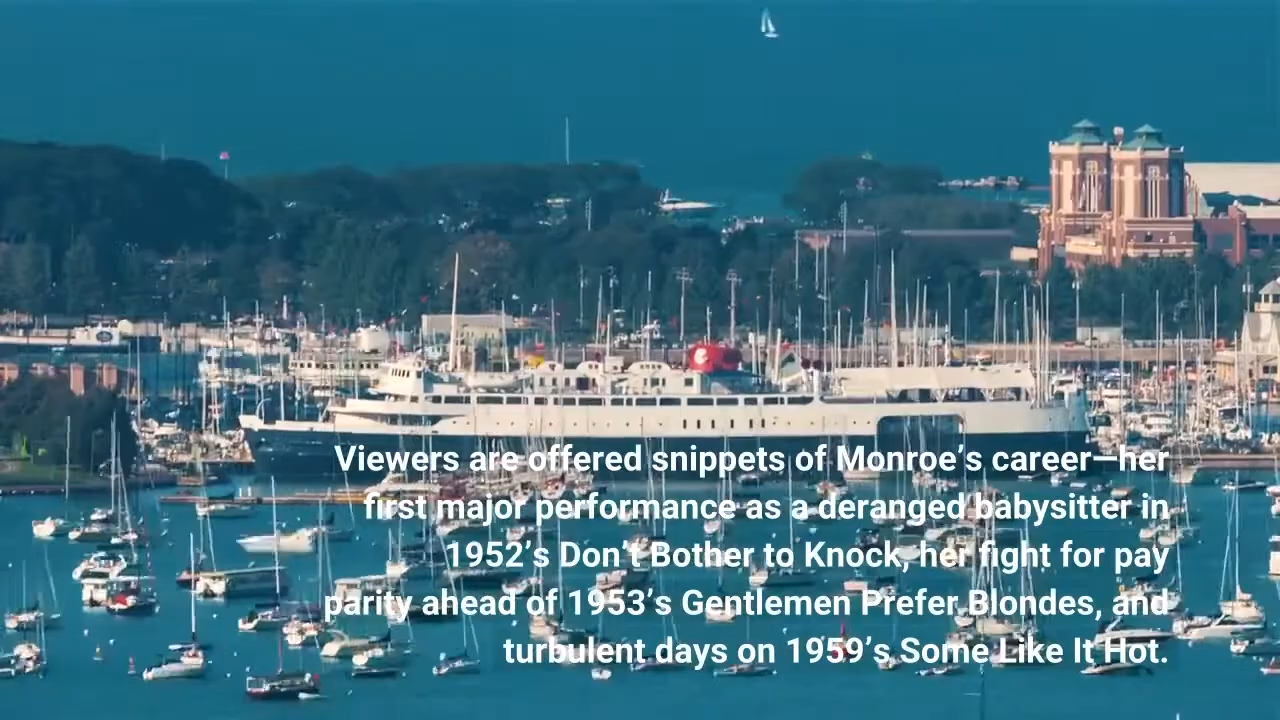 Viewers are offered snippets of Monroe’s career—her
first major performance as a deranged babysitter in
1952’s Don’t Bother to Knock, her fight for pay
parity ahead of 1953’s Gentlemen Prefer Blondes, and
turbulent days on 1959’s Some Like It Hot.